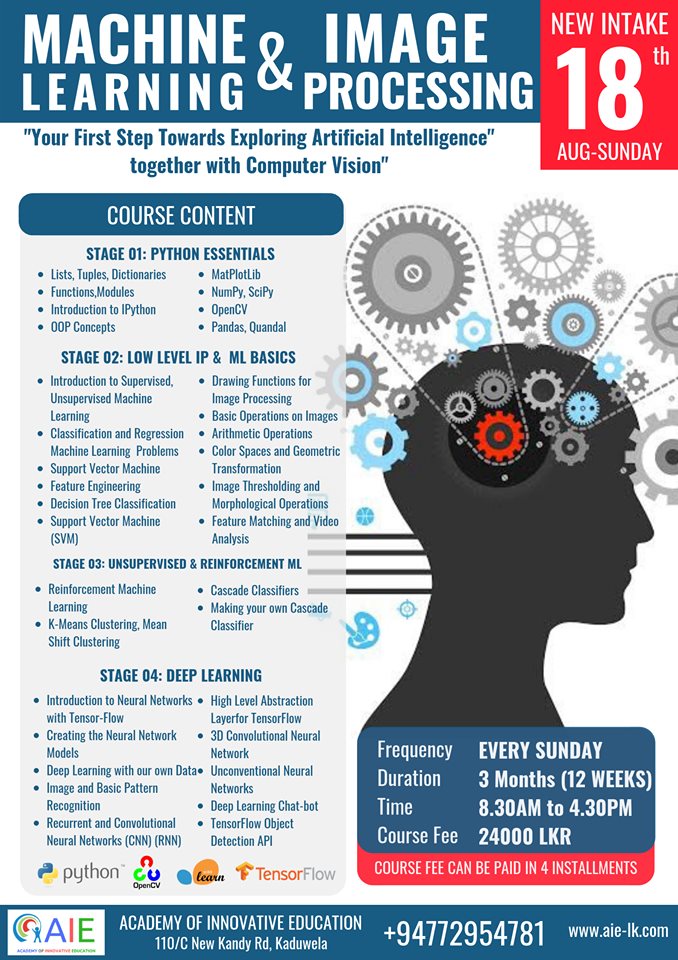 MACHINE
LEARNING
&
IMAGE
PROCESSING
NEW INTAKE
18th
AUG-SUNDAY
"Your First Step Towards Exploring Artificial Intelligence"
together with Computer Vision"
COURSE CONTENT
STAGE 01: PYTHON ESSENTIALS
• Lists, Tuples, Dictionaries
• Functions,Modules
• Introduction to IPython
• OOP Concepts
• MatPlotLib
• NumPy, SciPy
• OpenCV
• Pandas, Quandal
STAGE 02: LOW LEVEL IP & ML BASICS
• Introduction to Supervised,
Unsupervised Machine
Learning
• Classification and Regression
Machine Learning Problems
• Support Vector Machine
• Feature Engineering
• Decision Tree Classification
• Support Vector Machine
(SVM)
• Drawing Functions for
Image Processing
• Basic Operations on Images
• Arithmetic Operations
• Color Spaces and Geometric
Transformation
• Image Thresholding and
Morphological Operations
• Feature Matching and Video
Analysis
STAGE 03: UNSUPERVISED & REINFORCEMENT ML
• Reinforcement Machine
Learning
• K-Means Clustering, Mean
Shift Clustering
• Cascade Classifiers
• Making your own Cascade
Classifier
STAGE 04: DEEP LEARNING
• Introduction to Neural Networks
with Tensor-Flow
• Creating the Neural Network
Models
• Deep Learning with our own Data
• Image and Basic Pattern
Recognition
• Recurrent and Convolutional
Neural Networks (CNN) (RNN)
• High Level Abstraction
Layerfor TensorFlow
• 3D Convolutional Neural
Network
• Unconventional Neural
Networks
• Deep Learning Chat-bot
• TensorFlow Object
Detection API
python™
OpenCV
learn
TensorFlow
Frequency EVERY SUNDAY
Duration 3 Months (12 WEEKS)
Time 8.30AM to 4.30PM
Course Fee 24000 LKR
COURSE FEE CAN BE PAID IN 4 INSTALLMENTS
AIE
ACADEMY OF INNOVATIVE EDUCATION
ACADEMY OF INNOVATIVE EDUCATION
110/C New Kandy Rd, Kaduwela
+94772954781
www.aie-lk.com